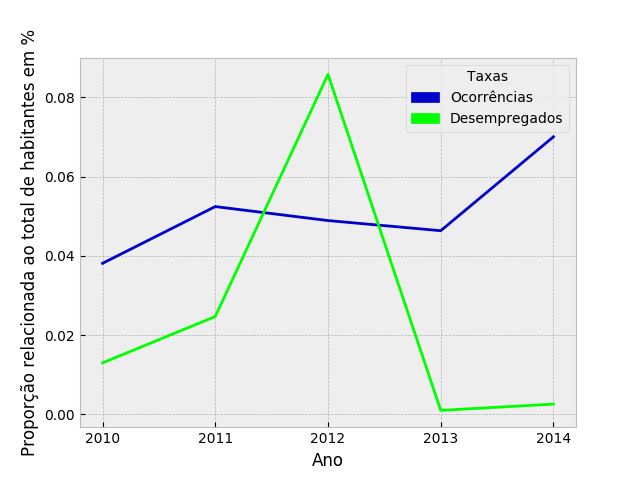 Taxas
Ocorrências
Desempregados
Proporção relacionada ao total de habitantes em %
0.08
0.06
0.04
0.02
0.00
2010 2011 2012 2013 2014
Ano